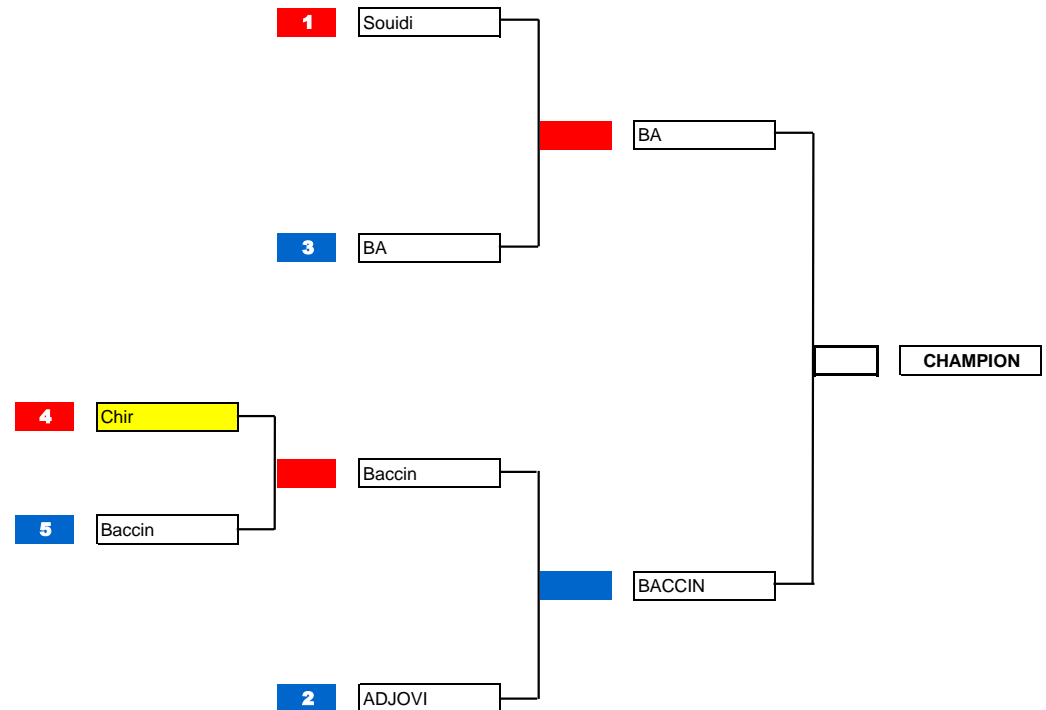 1 Souidi
BA
3 BA
CHAMPION
4 Chir
Baccin
5 Baccin
BACCIN
2 ADJOVI